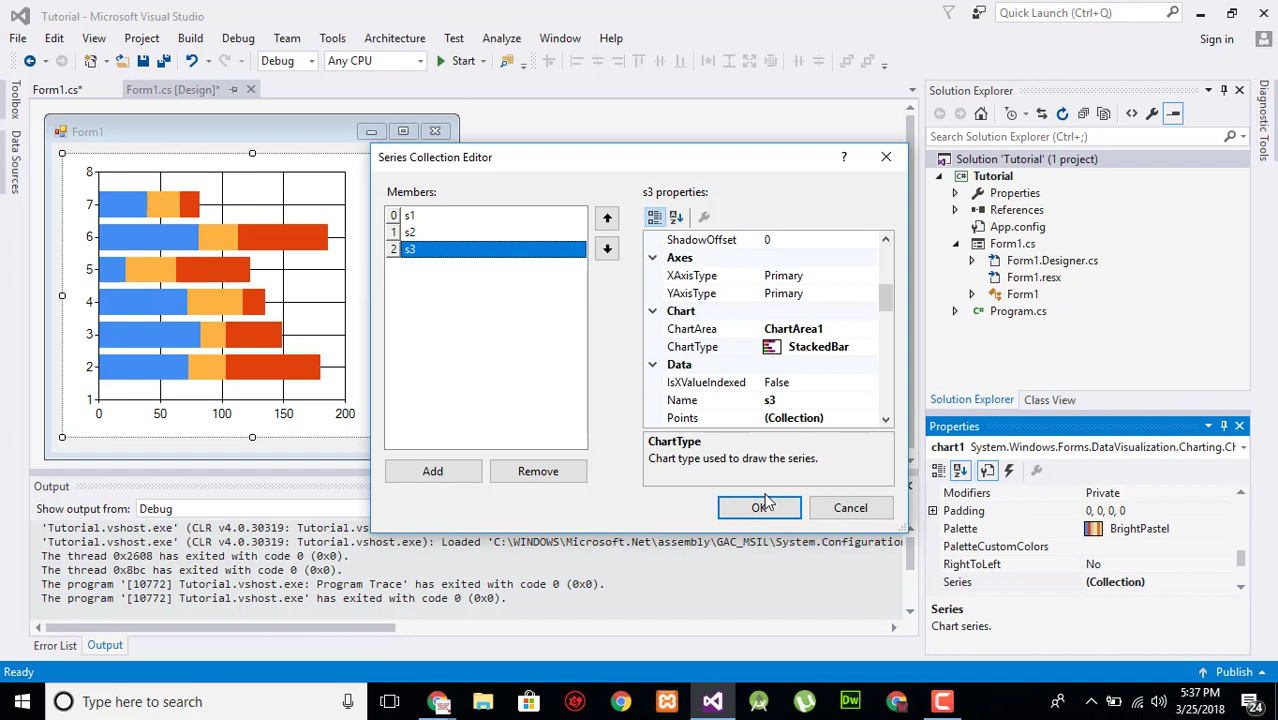 Tutorial - Microsoft Visual Studio
Quick Launch (Ctrl+Q)
File Edit View Project Build Debug Team Tools Architecture Test Analyze Window Help
Sign in
Debug Any CPU Start
Form1.cs* Form1.cs [Design]*
Toolbox
Data Sources
Form1
8
7
6
5
4
3
2
1
0 50 100 150 200
Series Collection Editor
?
Members:
0 s1
1 s2
2 s3
Add Remove
s3 properties:
ShadowOffset 0
Axes
XAxisType Primary
YAxisType Primary
Chart
ChartArea ChartArea1
ChartType StackedBar
Data
IsXValueIndexed False
Name s3
Points (Collection)
ChartType
Chart type used to draw the series.
OK Cancel
Output
Show output from: Debug
'Tutorial.vshost.exe' (CLR v4.0.30319: Tutorial.vshost.exe
'Tutorial.vshost.exe' (CLR v4.0.30319: Tutorial.vshost.exe): Loaded 'C:\WINDOWS\Microsoft.Net\assembly\GAC_MSIL\System.Configuration
The thread 0x2608 has exited with code 0 (0x0).
The thread 0x8bc has exited with code 0 (0x0).
The program '[10772] Tutorial.vshost.exe: Program Trace' has exited with code 0 (0x0).
The program '[10772] Tutorial.vshost.exe' has exited with code 0 (0x0).
Error List Output
Solution Explorer
Search Solution Explorer (Ctrl+;)
Solution 'Tutorial' (1 project)
Tutorial
Properties
References
App.config
Form1.cs
Form1.Designer.cs
Form1.resx
Form1
Program.cs
Solution Explorer Class View
Diagnostic Tools
Properties
chart1 System.Windows.Forms.DataVisualization.Charting.Ch
Modifiers Private
Padding 0, 0, 0, 0
Palette BrightPastel
PaletteCustomColors
RightToLeft No
Series (Collection)
Series
Chart series.
Ready
Publish
Type here to search
Dw
5:37 PM
3/25/2018
24